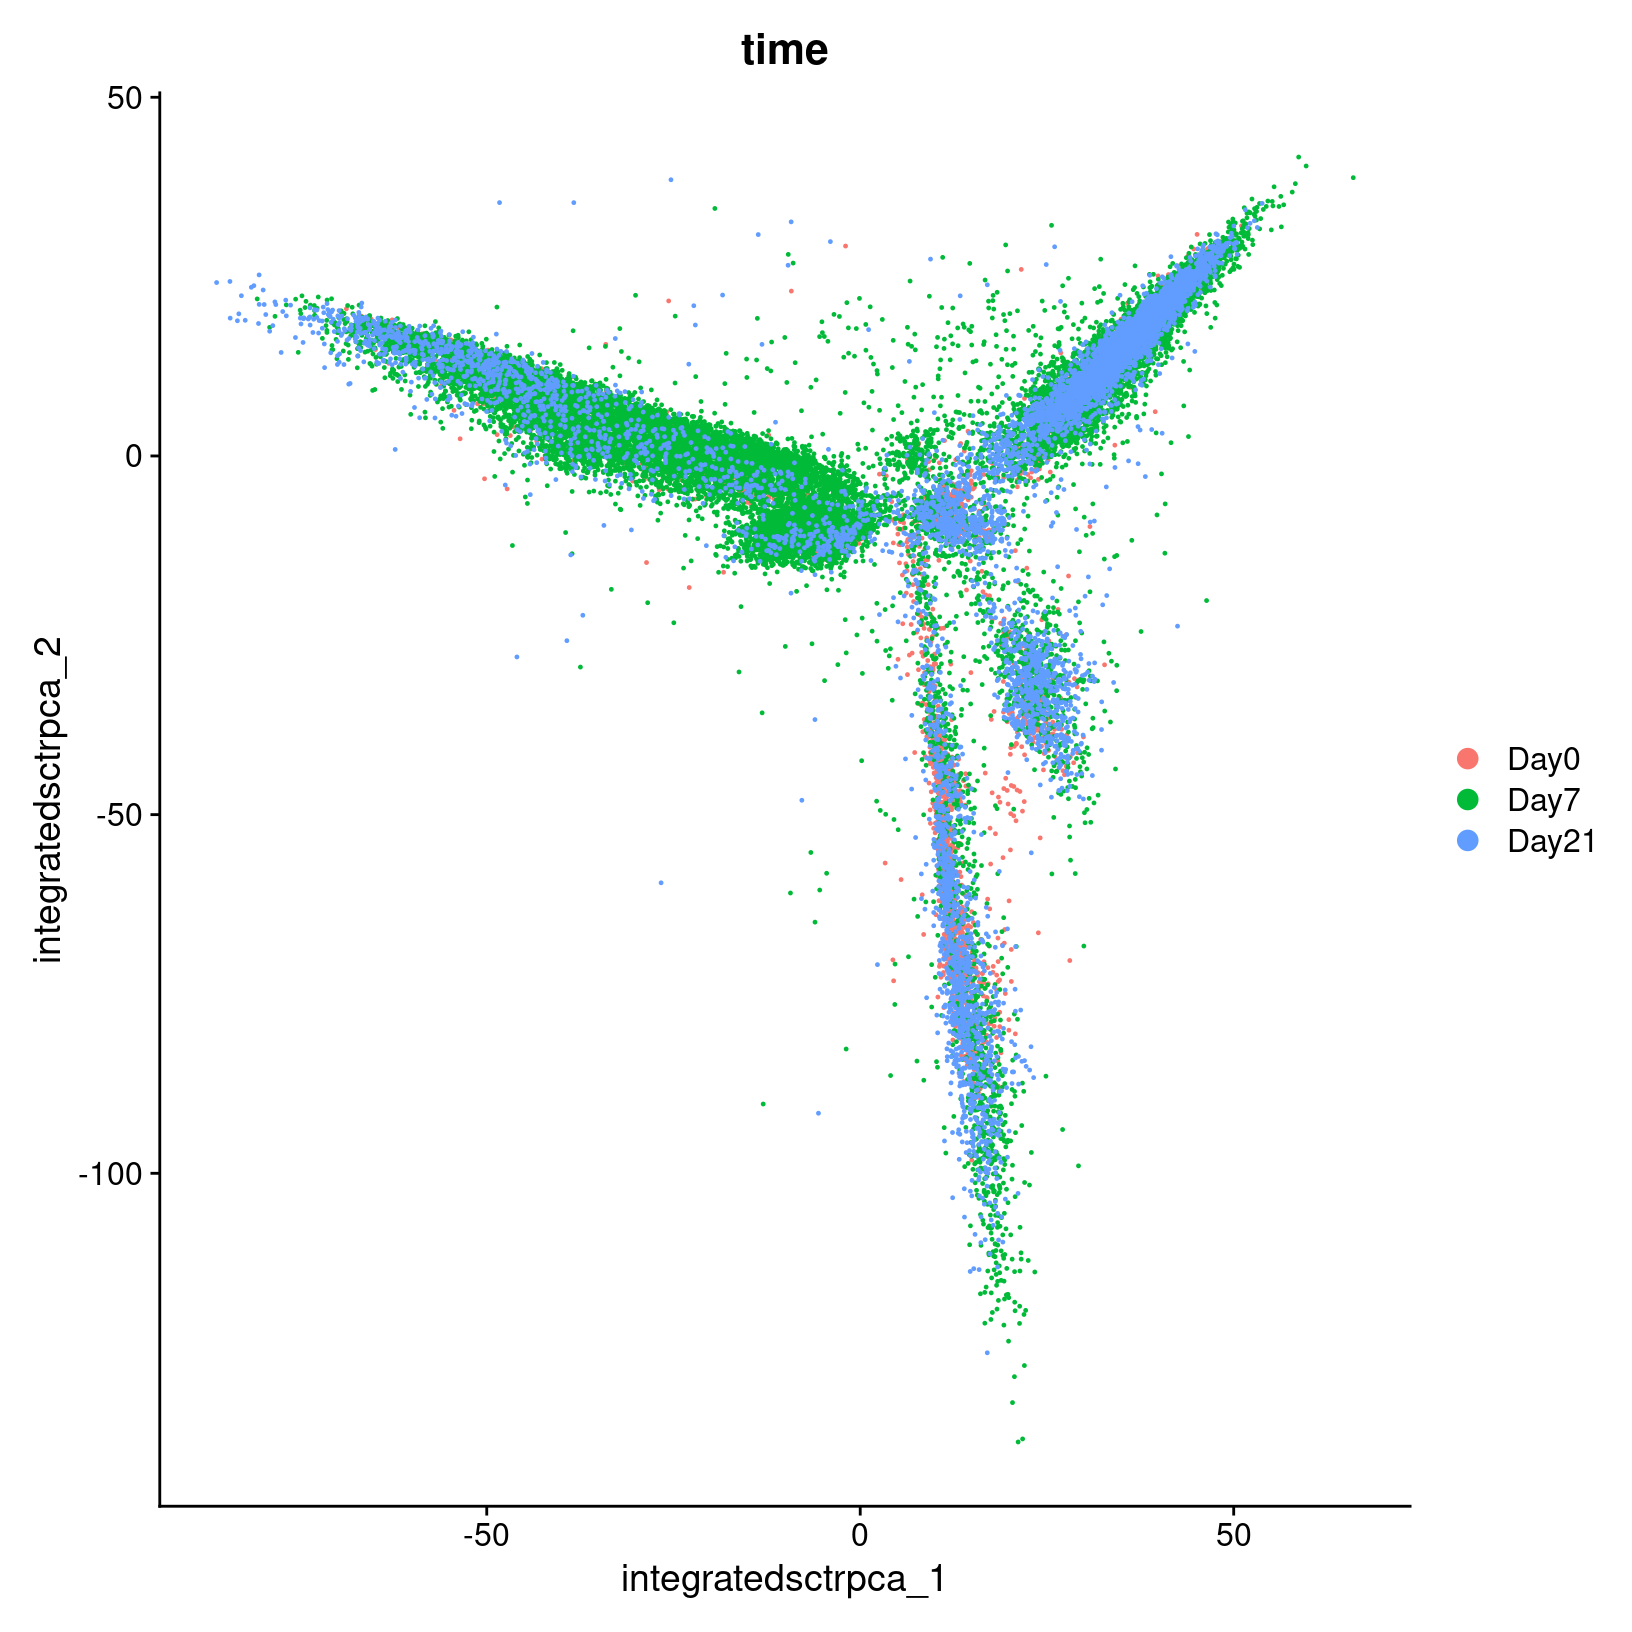 time
50
0
-50
-100
integratedsctrpca_2
-50
0
50
integratedsctrpca_1
Day0
Day7
Day21